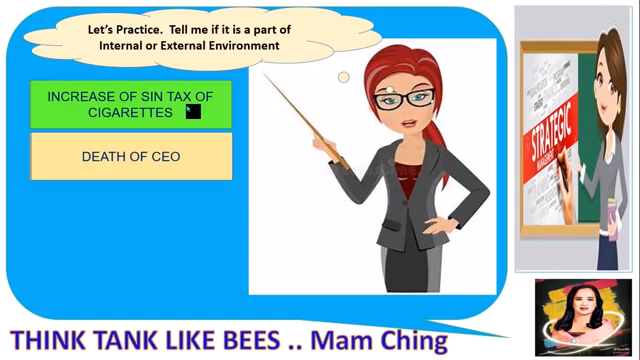 Let's Practice. Tell me if it is a part of
Internal or External Environment
INCREASE OF SIN TAX OF
CIGARETTES
DEATH OF CEO
STRATEGIC
THINK TANK LIKE BEES .. Mam Ching